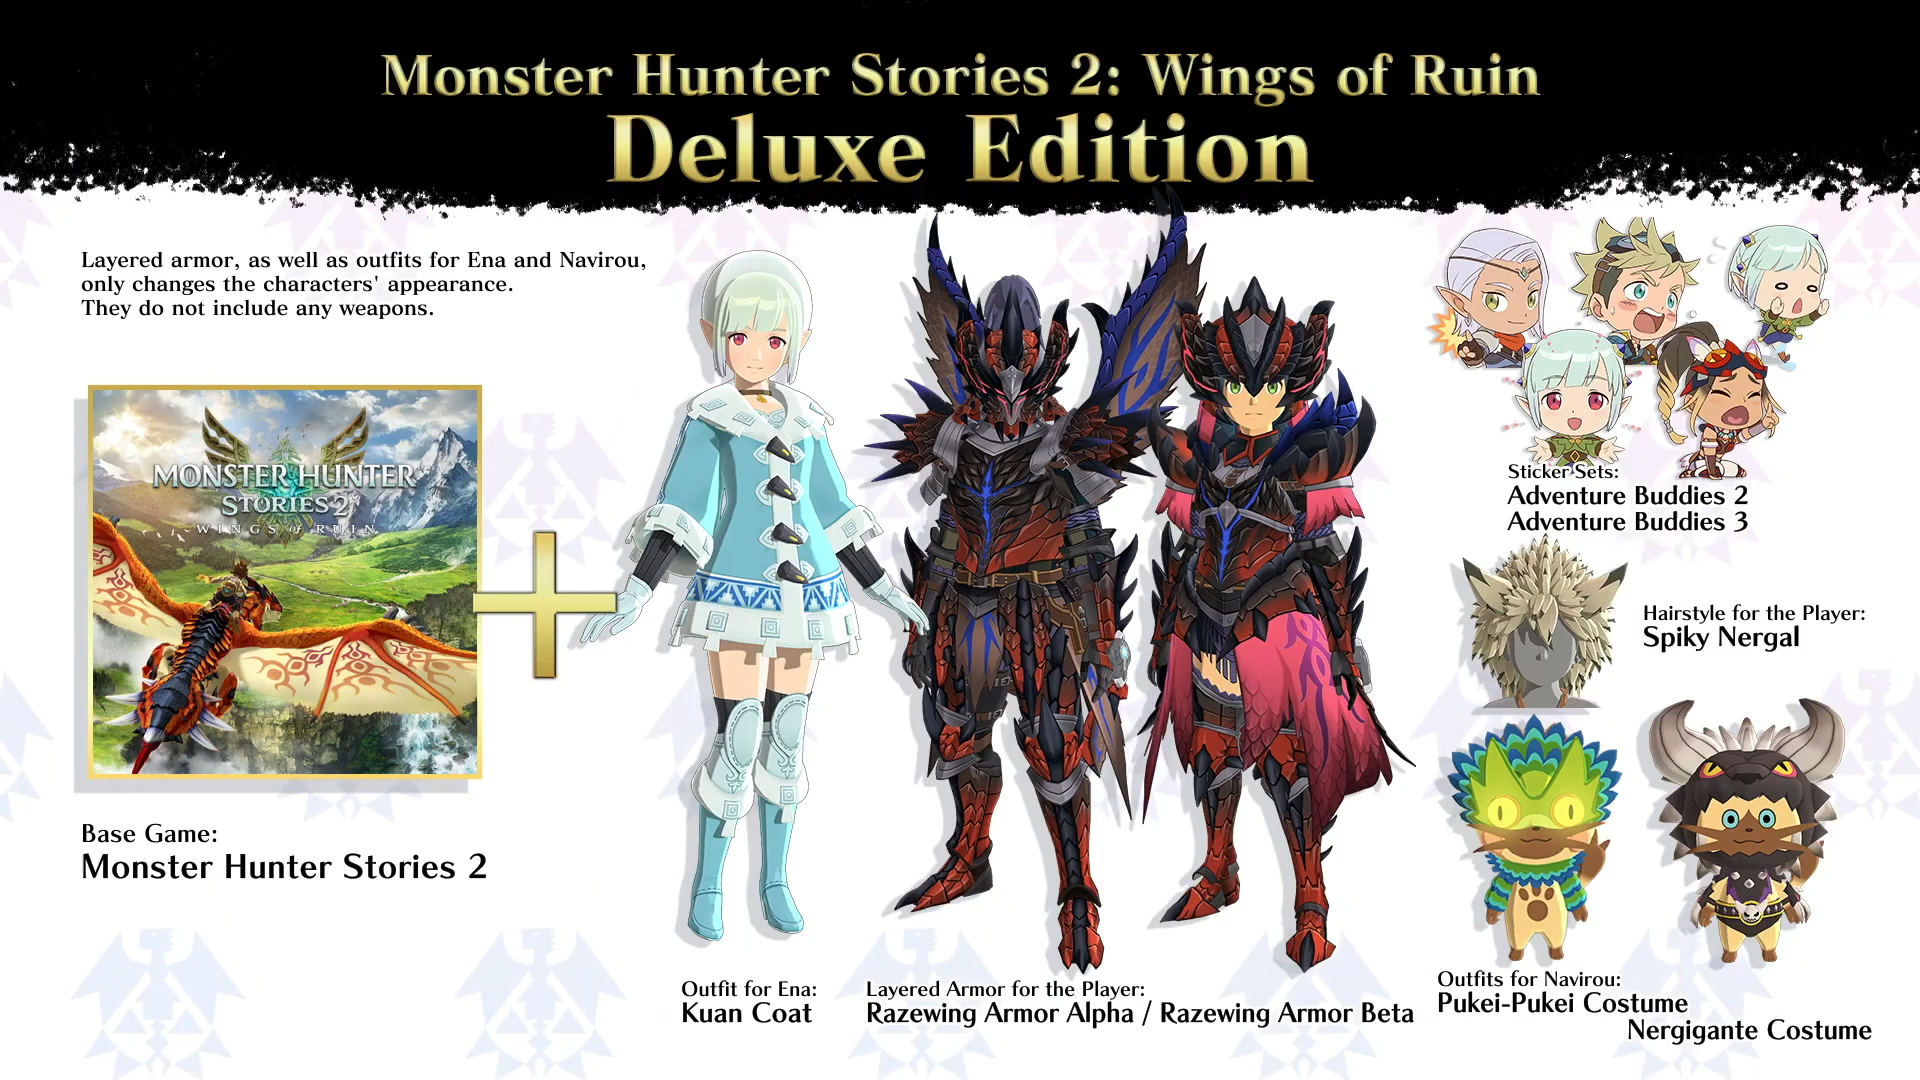 Monster Hunter Stories 2: Wings of Ruin
Deluxe Edition
Layered armor, as well as outfits for Ena and Navirou,
only changes the characters' appearance.
They do not include any weapons.
MONSTER HUNTER
STORIES 2
WINGS of RUIN
Base Game:
Monster Hunter Stories 2
Outfit for Ena:
Kuan Coat
Layered Armor for the Player:
Razewing Armor Alpha / Razewing Armor Beta
Sticker Sets:
Adventure Buddies 2
Adventure Buddies 3
Hairstyle for the Player:
Spiky Nergal
Outfits for Navirou:
Pukei-Pukei Costume
Nergigante Costume